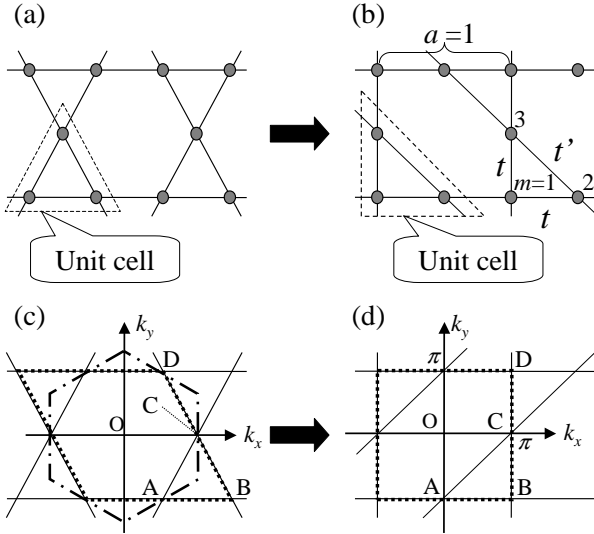 (a)
(b)
a =1
3
t
t'
m=1
2
t
Unit cell
Unit cell
(c)
(d)
k_y
D
C
O
k_x
A
B
k_y
π
D
O
C
k_x
π
A
B